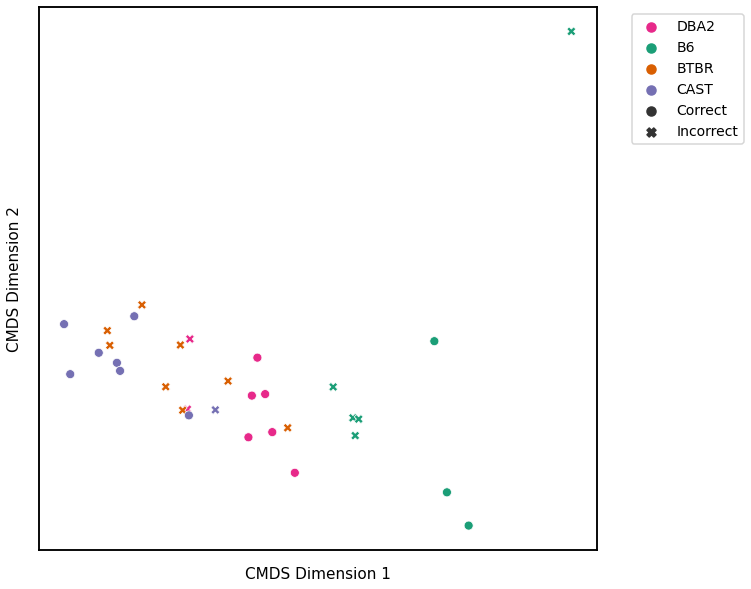 DBA2
B6
BTBR
CAST
Correct
Incorrect
CMDS Dimension 2
CMDS Dimension 1